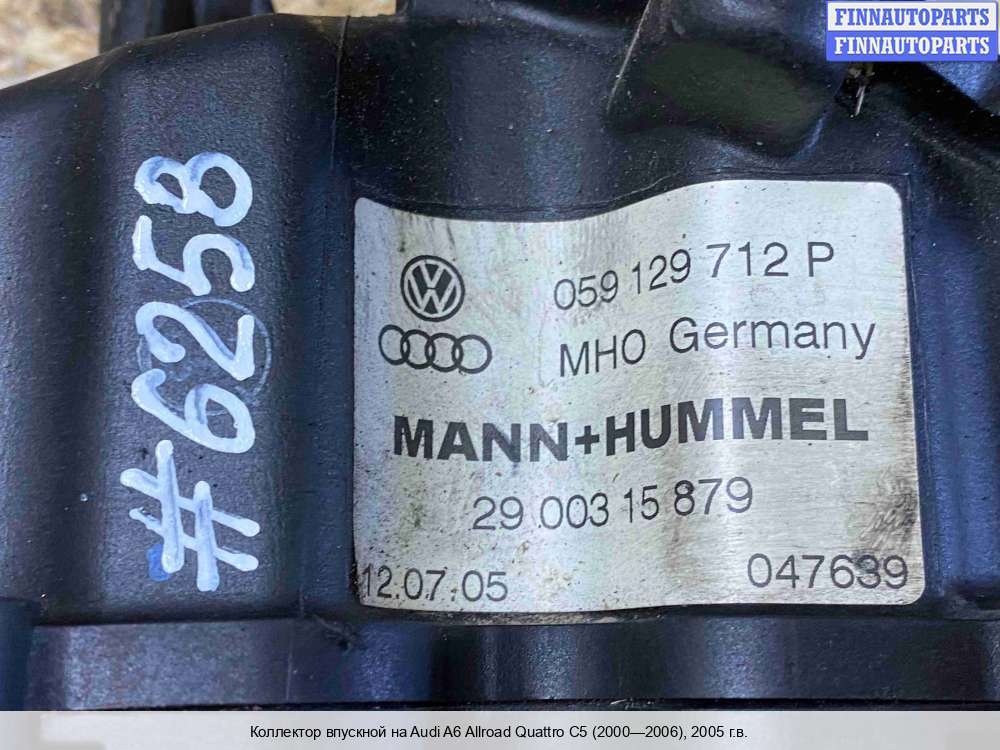 FINNAUTOPARTS
FINNAUTOPARTS
#6258
059 129 712 P
MHO Germany
MANN+HUMMEL
29 003 15 879
12.07.05
047639
Коллектор впускной на Audi A6 Allroad Quattro C5 (2000—2006), 2005 г.в.